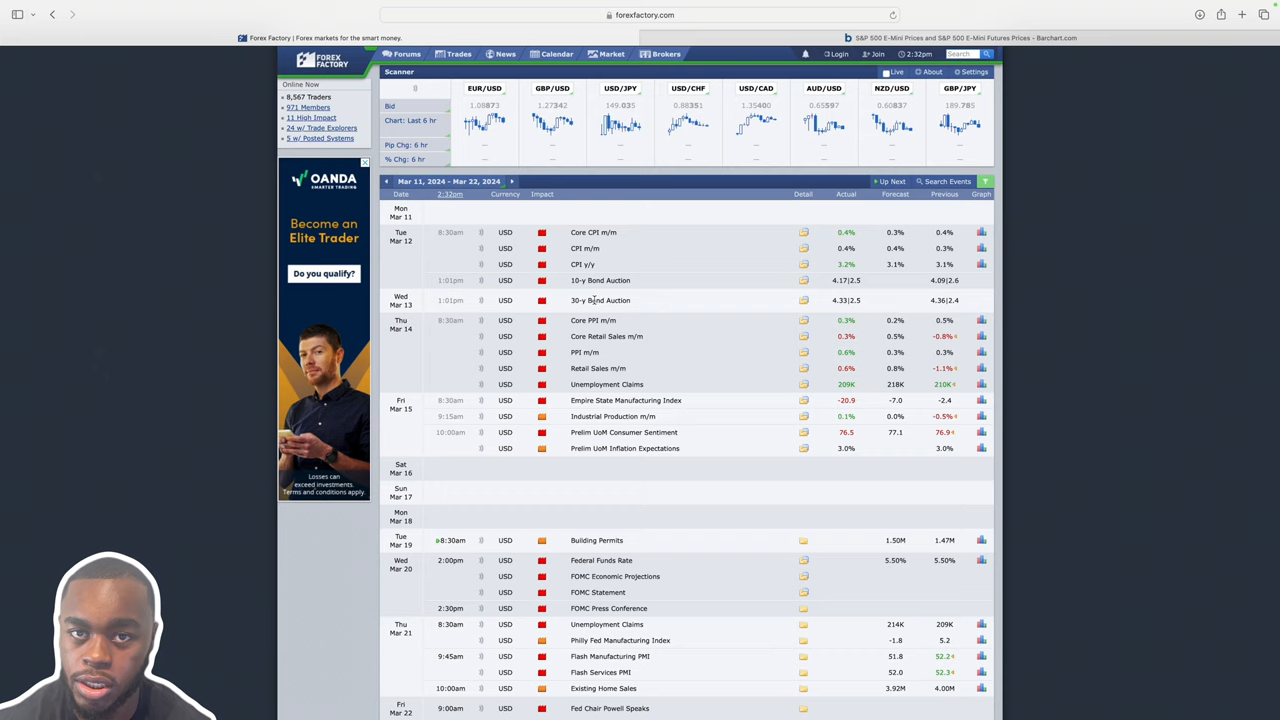 forexfactory.com
Forex Factory | Forex markets for the smart money.
S&P 500 E-Mini Prices and S&P 500 E-Mini Futures Prices - Barchart.com
FOREX FACTORY
Forums Trades News Calendar Market Brokers
Login Join 2:32pm Search
Online Now
8,567 Traders
971 Members
11 High Impact
24 w/ Trade Explorers
5 w/ Posted Systems
OANDA
SMARTER TRADING
Become an
Elite Trader
Do you qualify?
Losses can
exceed investments.
Terms and conditions apply.
Scanner Live About Settings
EUR/USD GBP/USD USD/JPY USD/CHF USD/CAD AUD/USD NZD/USD GBP/JPY
Bid 1.08873 1.27342 149.035 0.88351 1.35400 0.65597 0.60837 189.785
Chart: Last 6 hr
Pip Chg: 6 hr — — — — — — — —
% Chg: 6 hr — — — — — — — —
Mar 11, 2024 - Mar 22, 2024 Up Next Search Events
Date 2:32pm Currency Impact Detail Actual Forecast Previous Graph
Mon
Mar 11
Tue
Mar 12
8:30am USD Core CPI m/m 0.4% 0.3% 0.4%
USD CPI m/m 0.4% 0.4% 0.3%
USD CPI y/y 3.2% 3.1% 3.1%
1:01pm USD 10-y Bond Auction 4.17|2.5 4.09|2.6
Wed
Mar 13
1:01pm USD 30-y Bond Auction 4.33|2.5 4.36|2.4
Thu
Mar 14
8:30am USD Core PPI m/m 0.3% 0.2% 0.5%
USD Core Retail Sales m/m 0.3% 0.5% -0.8%
USD PPI m/m 0.6% 0.3% 0.3%
USD Retail Sales m/m 0.6% 0.8% -1.1%
USD Unemployment Claims 209K 218K 210K
Fri
Mar 15
8:30am USD Empire State Manufacturing Index -20.9 -7.0 -2.4
9:15am USD Industrial Production m/m 0.1% 0.0% -0.5%
10:00am USD Prelim UoM Consumer Sentiment 76.5 77.1 76.9
USD Prelim UoM Inflation Expectations 3.0% 3.0%
Sat
Mar 16
Sun
Mar 17
Mon
Mar 18
Tue
Mar 19
8:30am USD Building Permits 1.50M 1.47M
Wed
Mar 20
2:00pm USD Federal Funds Rate 5.50% 5.50%
USD FOMC Economic Projections
USD FOMC Statement
2:30pm USD FOMC Press Conference
Thu
Mar 21
8:30am USD Unemployment Claims 214K 209K
USD Philly Fed Manufacturing Index -1.8 5.2
9:45am USD Flash Manufacturing PMI 51.8 52.2
USD Flash Services PMI 52.0 52.3
10:00am USD Existing Home Sales 3.92M 4.00M
Fri
Mar 22
9:00am USD Fed Chair Powell Speaks